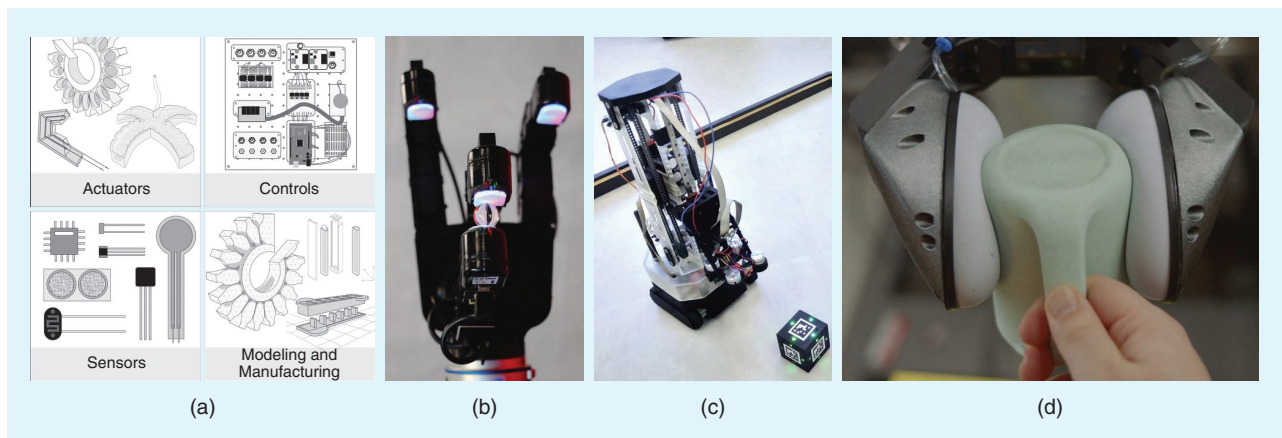 Actuators
Controls
Sensors
Modeling and
Manufacturing
(a)
(b)
(c)
(d)